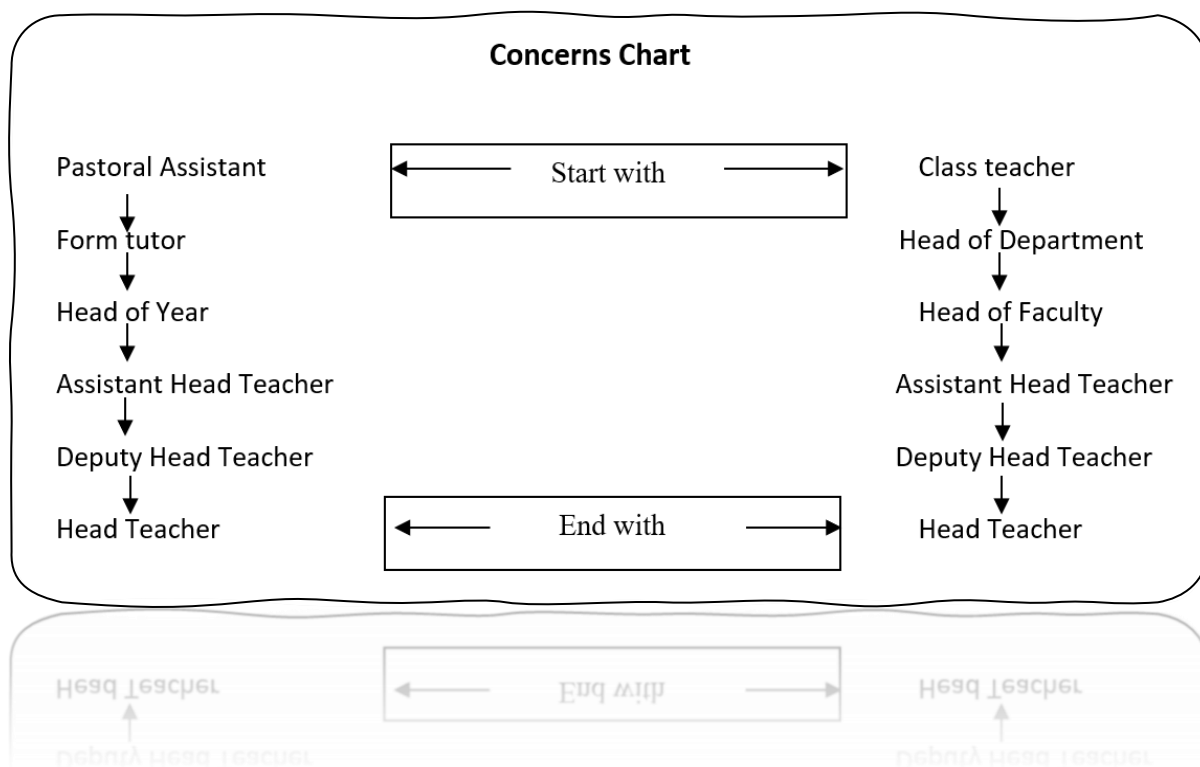 Concerns Chart
Pastoral Assistant
Start with
Class teacher
Form tutor
Head of Department
Head of Year
Head of Faculty
Assistant Head Teacher
Assistant Head Teacher
Deputy Head Teacher
Deputy Head Teacher
Head Teacher
End with
Head Teacher